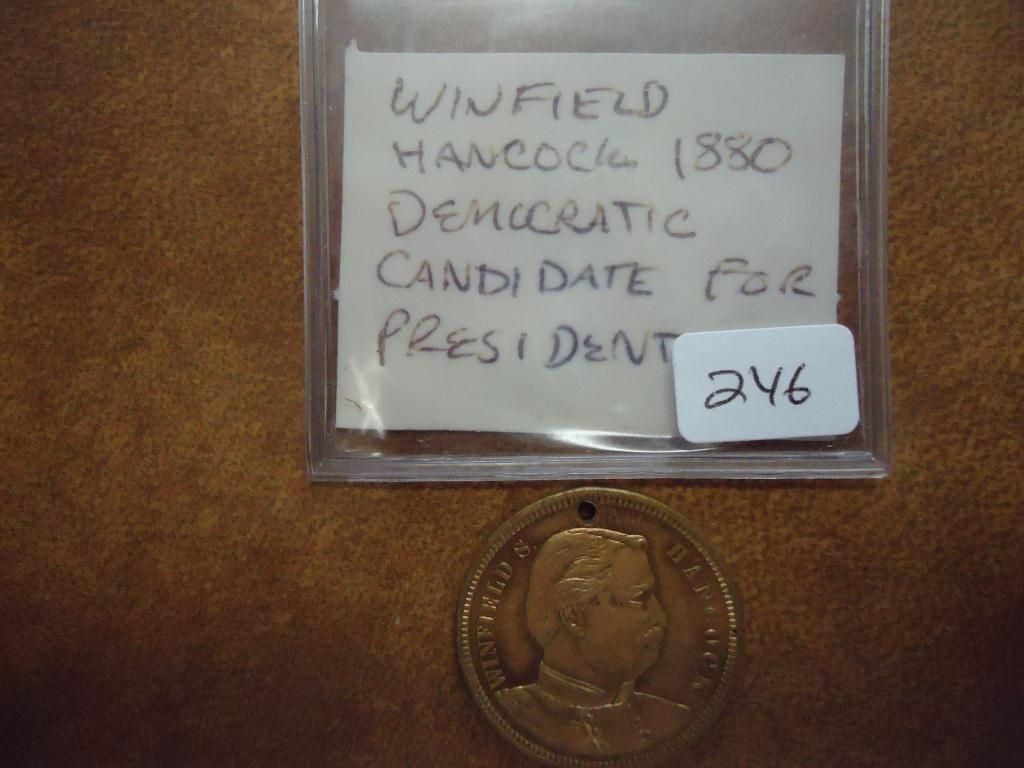 WINFIELD
HANCOCK 1880
DEMOCRATIC
CANDIDATE FOR
PRESIDENT
246
WINFIELD S. HANCOCK